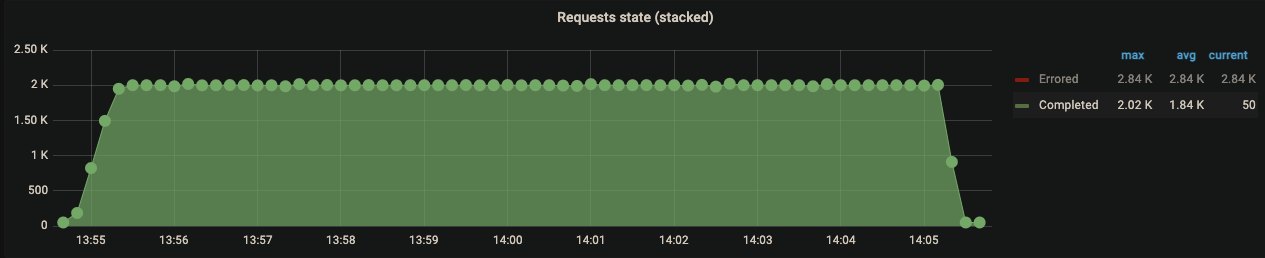 Requests state (stacked)
2.50 K
2 K
1.50 K
1 K
500
0
13:55 13:56 13:57 13:58 13:59 14:00 14:01 14:02 14:03 14:04 14:05
max avg current
Errored 2.84 K 2.84 K 2.84 K
Completed 2.02 K 1.84 K 50